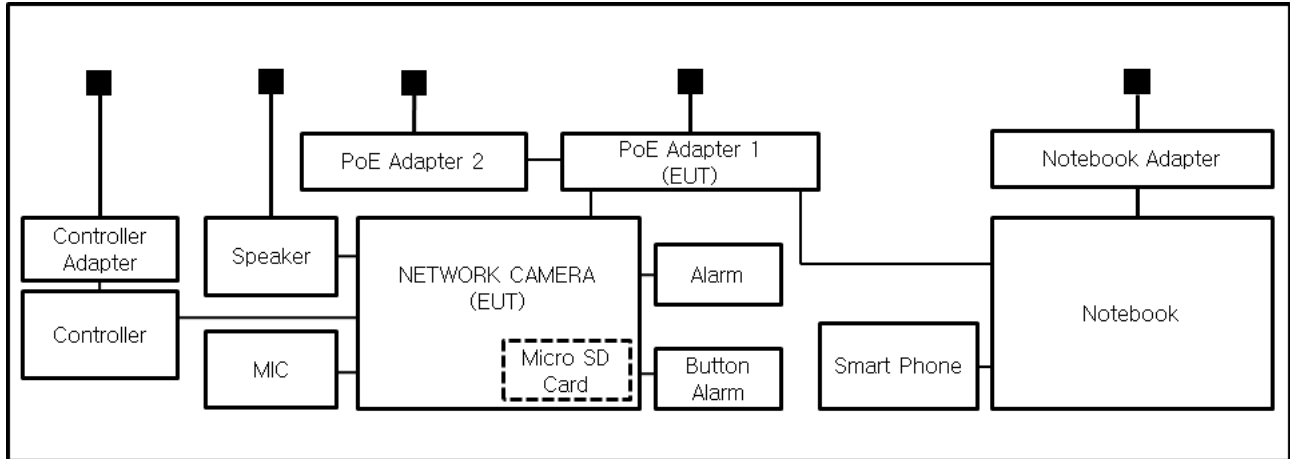 PoE Adapter 2
PoE Adapter 1
(EUT)
Notebook Adapter
Controller
Adapter
Speaker
NETWORK CAMERA
(EUT)
Alarm
Notebook
Controller
MIC
Micro SD
Card
Button
Alarm
Smart Phone